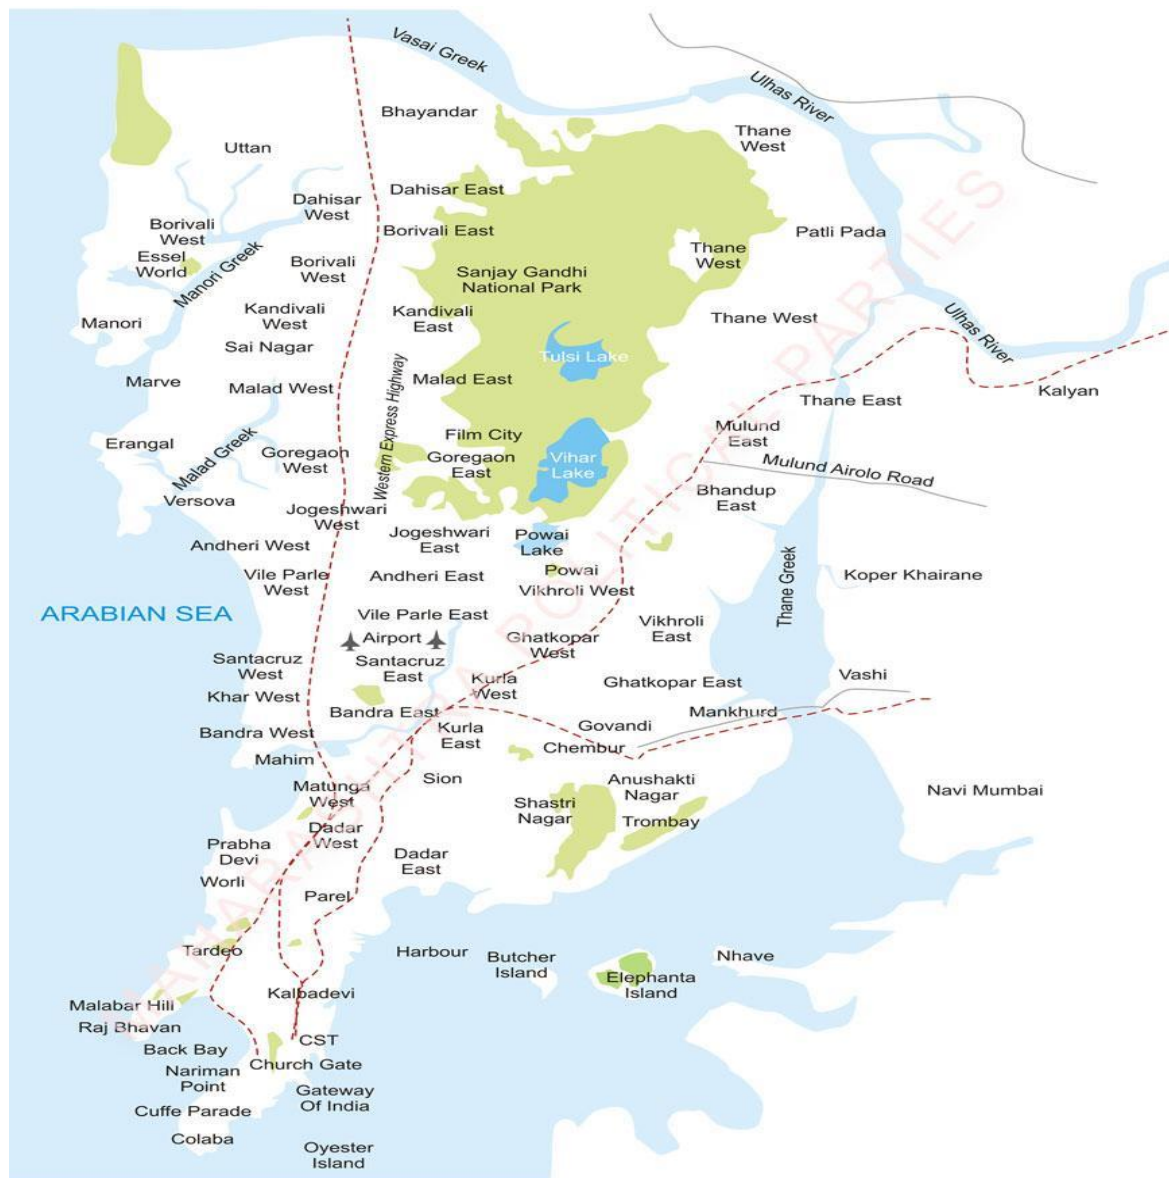 Vasai Greek
Ulhas River
Bhayandar
Thane
West
Uttan
Dahisar East
Dahisar
West
Borivali
West
Borivali East
Patli Pada
Essel
World
Manori Greek
Borivali
West
Thane
West
Sanjay Gandhi
National Park
Kandivali
West
Kandivali
East
Manori
Thane West
Ulhas River
Sai Nagar
Tulsi Lake
Marve
Malad West
Western Express Highway
Malad East
Kalyan
Thane East
Erangal
Malad Greek
Goregaon
West
Film City
Goregaon
East
Vihar
Lake
Mulund
East
Mulund Airolo Road
Versova
Bhandup
East
Jogeshwari
West
Jogeshwari
East
Powai
Lake
Andheri West
Vile Parle
West
Andheri East
Powai
Vikhroli West
Thane Greek
Koper Khairane
ARABIAN SEA
Vile Parle East
Airport
Ghatkopar
West
Vikhroli
East
Santacruz
West
Santacruz
East
Kurla
West
Ghatkopar East
Vashi
Khar West
Bandra East
Mankhurd
Bandra West
Kurla
East
Govandi
Chembur
Mahim
Matunga
West
Sion
Anushakti
Nagar
Navi Mumbai
Shastri
Nagar
Trombay
Dadar
West
Prabha
Devi
Dadar
East
Worli
Parel
Tardeo
Harbour
Butcher
Island
Nhave
Elephanta
Island
Kalbadevi
Malabar Hill
Raj Bhavan
CST
Back Bay
Church Gate
Nariman
Point
Gateway
Of India
Cuffe Parade
Colaba
Oyester
Island
MAHARASHTRA POLITICAL PARTIES